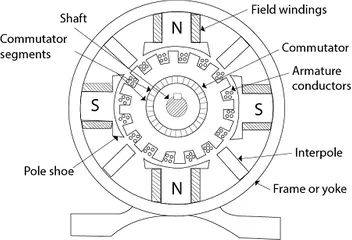 Shaft
Commutator
segments
N
Field windings
Commutator
Armature
conductors
S
S
Interpole
Pole shoe
N
Frame or yoke